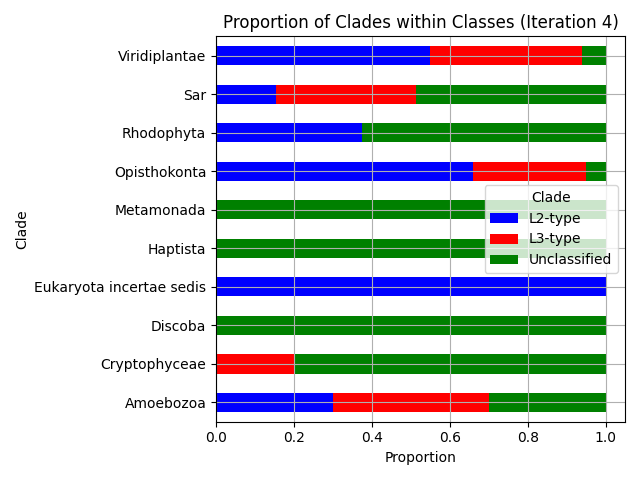 Proportion of Clades within Classes (Iteration 4)
Viridiplantae
Sar
Rhodophyta
Opisthokonta
Metamonada
Haptista
Eukaryota incertae sedis
Discoba
Cryptophyceae
Amoebozoa
Clade
Clade
L2-type
L3-type
Unclassified
0.0 0.2 0.4 0.6 0.8 1.0
Proportion